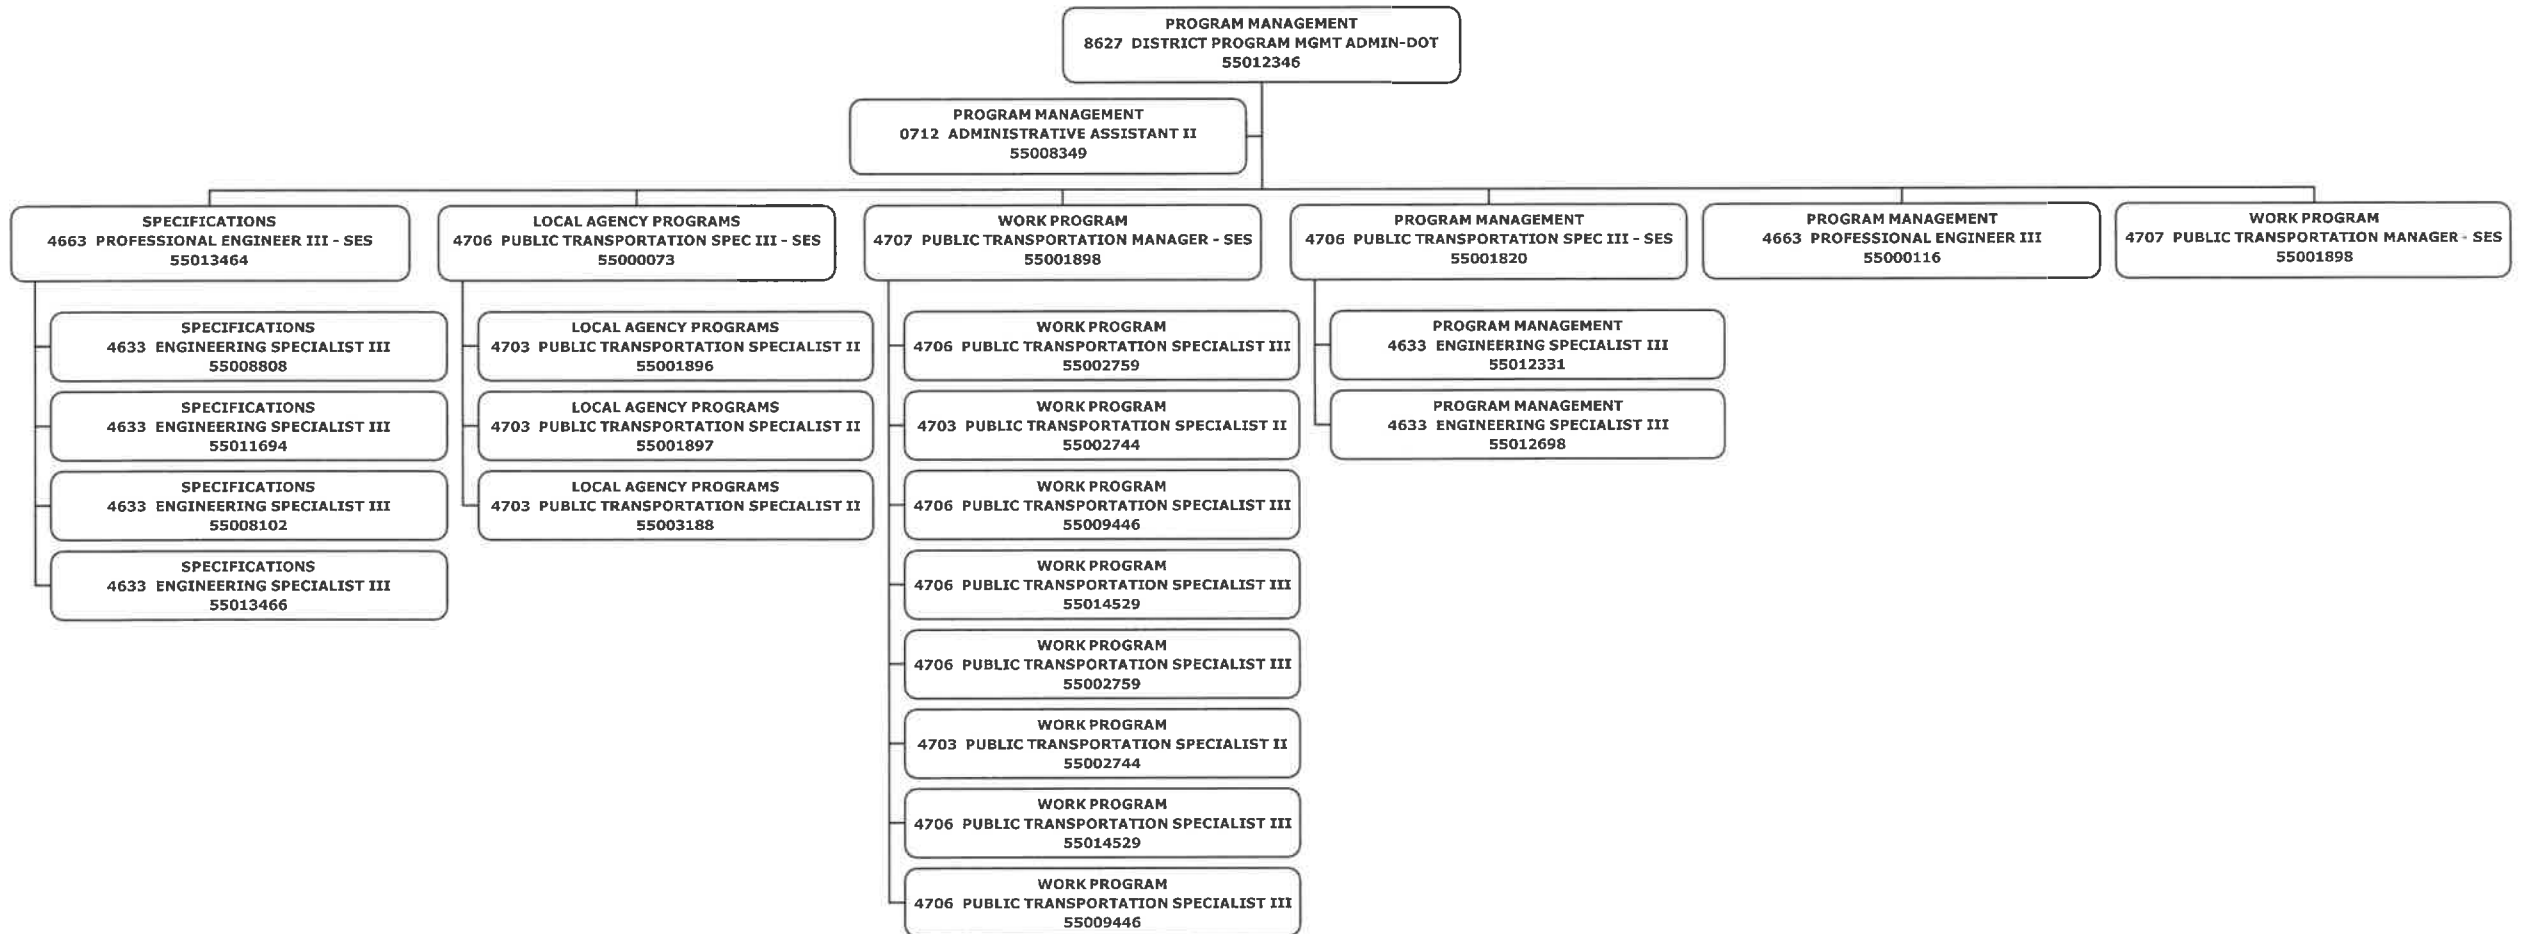 PROGRAM MANAGEMENT
8627 DISTRICT PROGRAM MGMT ADMIN-DOT
55012346
PROGRAM MANAGEMENT
0712 ADMINISTRATIVE ASSISTANT II
55008349
SPECIFICATIONS
4663 PROFESSIONAL ENGINEER III - SES
55013464
LOCAL AGENCY PROGRAMS
4706 PUBLIC TRANSPORTATION SPEC III - SES
55000073
WORK PROGRAM
4707 PUBLIC TRANSPORTATION MANAGER - SES
55001898
PROGRAM MANAGEMENT
4706 PUBLIC TRANSPORTATION SPEC III - SES
55001820
PROGRAM MANAGEMENT
4663 PROFESSIONAL ENGINEER III
55000116
WORK PROGRAM
4707 PUBLIC TRANSPORTATION MANAGER - SES
55001898
SPECIFICATIONS
4633 ENGINEERING SPECIALIST III
55008808
SPECIFICATIONS
4633 ENGINEERING SPECIALIST III
55011694
SPECIFICATIONS
4633 ENGINEERING SPECIALIST III
55008102
SPECIFICATIONS
4633 ENGINEERING SPECIALIST III
55013466
LOCAL AGENCY PROGRAMS
4703 PUBLIC TRANSPORTATION SPECIALIST II
55001896
LOCAL AGENCY PROGRAMS
4703 PUBLIC TRANSPORTATION SPECIALIST II
55001897
LOCAL AGENCY PROGRAMS
4703 PUBLIC TRANSPORTATION SPECIALIST II
55003188
WORK PROGRAM
4706 PUBLIC TRANSPORTATION SPECIALIST III
55002759
WORK PROGRAM
4703 PUBLIC TRANSPORTATION SPECIALIST II
55002744
WORK PROGRAM
4706 PUBLIC TRANSPORTATION SPECIALIST III
55009446
WORK PROGRAM
4706 PUBLIC TRANSPORTATION SPECIALIST III
55014529
WORK PROGRAM
4706 PUBLIC TRANSPORTATION SPECIALIST III
55002759
WORK PROGRAM
4703 PUBLIC TRANSPORTATION SPECIALIST II
55002744
WORK PROGRAM
4706 PUBLIC TRANSPORTATION SPECIALIST III
55014529
WORK PROGRAM
4706 PUBLIC TRANSPORTATION SPECIALIST III
55009446
PROGRAM MANAGEMENT
4633 ENGINEERING SPECIALIST III
55012331
PROGRAM MANAGEMENT
4633 ENGINEERING SPECIALIST III
55012698